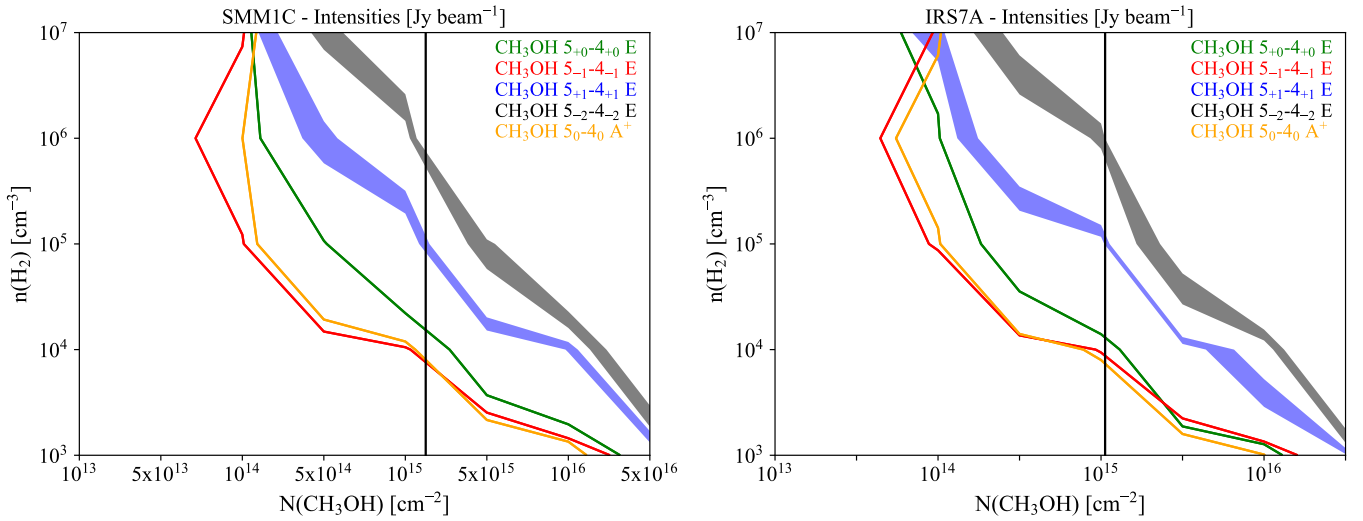 SMM1C - Intensities [Jy beam⁻¹]
10⁷
10⁶
10⁵
10⁴
10³
n(H₂) [cm⁻³]
CH₃OH 5₊₀-4₊₀ E
CH₃OH 5₋₁-4₋₁ E
CH₃OH 5₊₁-4₊₁ E
CH₃OH 5₋₂-4₋₂ E
CH₃OH 5₀-4₀ A⁺
10¹³ 5x10¹³ 10¹⁴ 5x10¹⁴ 10¹⁵ 5x10¹⁵ 10¹⁶ 5x10¹⁶
N(CH₃OH) [cm⁻²]
IRS7A - Intensities [Jy beam⁻¹]
10⁷
10⁶
10⁵
10⁴
10³
n(H₂) [cm⁻³]
CH₃OH 5₊₀-4₊₀ E
CH₃OH 5₋₁-4₋₁ E
CH₃OH 5₊₁-4₊₁ E
CH₃OH 5₋₂-4₋₂ E
CH₃OH 5₀-4₀ A⁺
10¹³ 10¹⁴ 10¹⁵ 10¹⁶
N(CH₃OH) [cm⁻²]